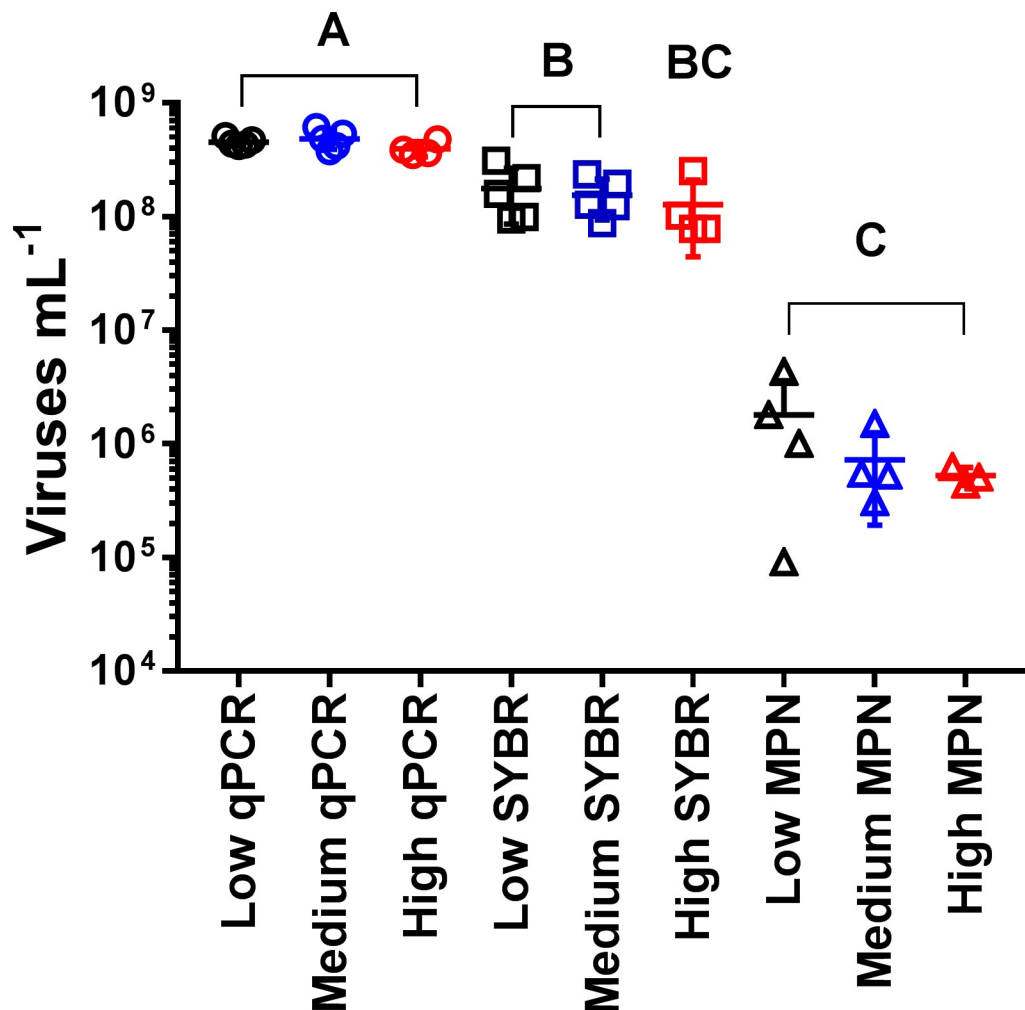 A
B
BC
C
Viruses mL⁻¹
10⁹
10⁸
10⁷
10⁶
10⁵
10⁴
Low qPCR
Medium qPCR
High qPCR
Low SYBR
Medium SYBR
High SYBR
Low MPN
Medium MPN
High MPN